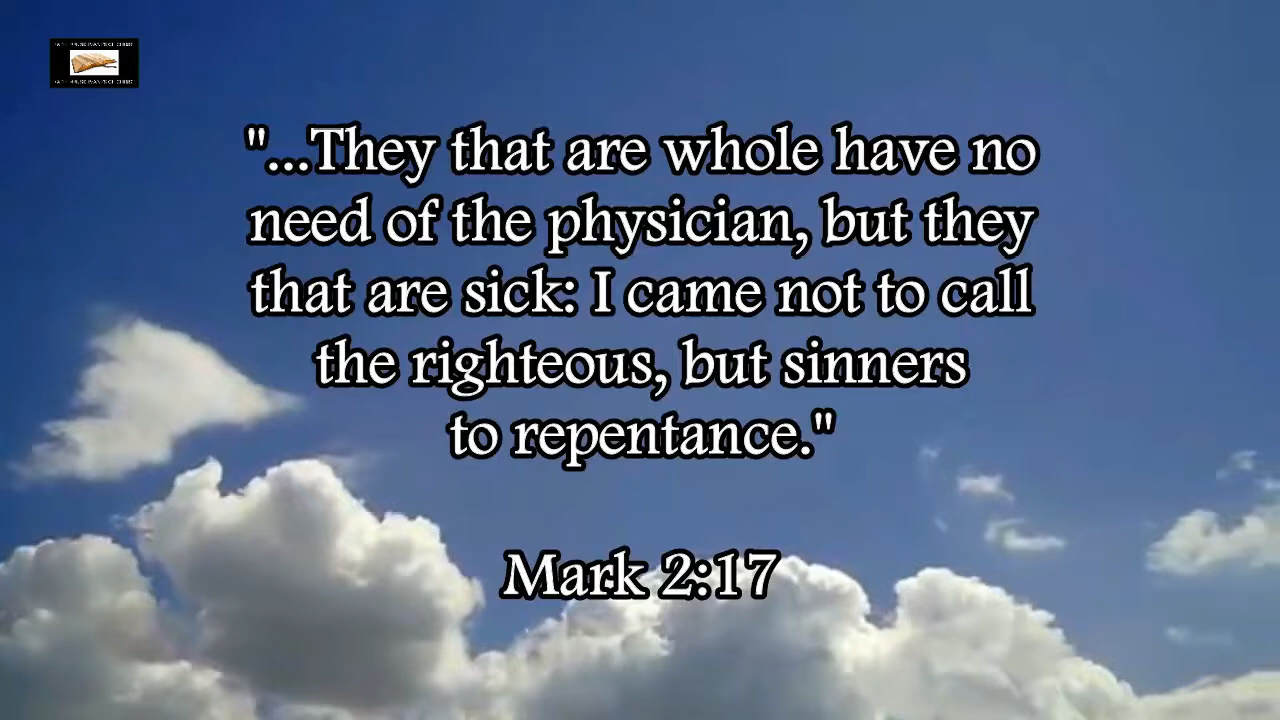 "...They that are whole have no
need of the physician, but they
that are sick: I came not to call
the righteous, but sinners
to repentance."
Mark 2:17